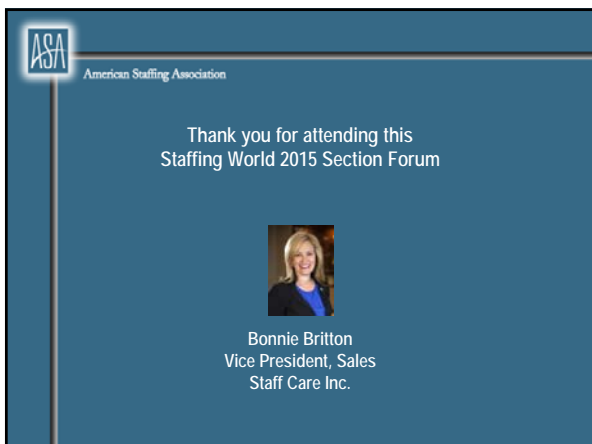 ASA
American Staffing Association
Thank you for attending this
Staffing World 2015 Section Forum
Bonnie Britton
Vice President, Sales
Staff Care Inc.